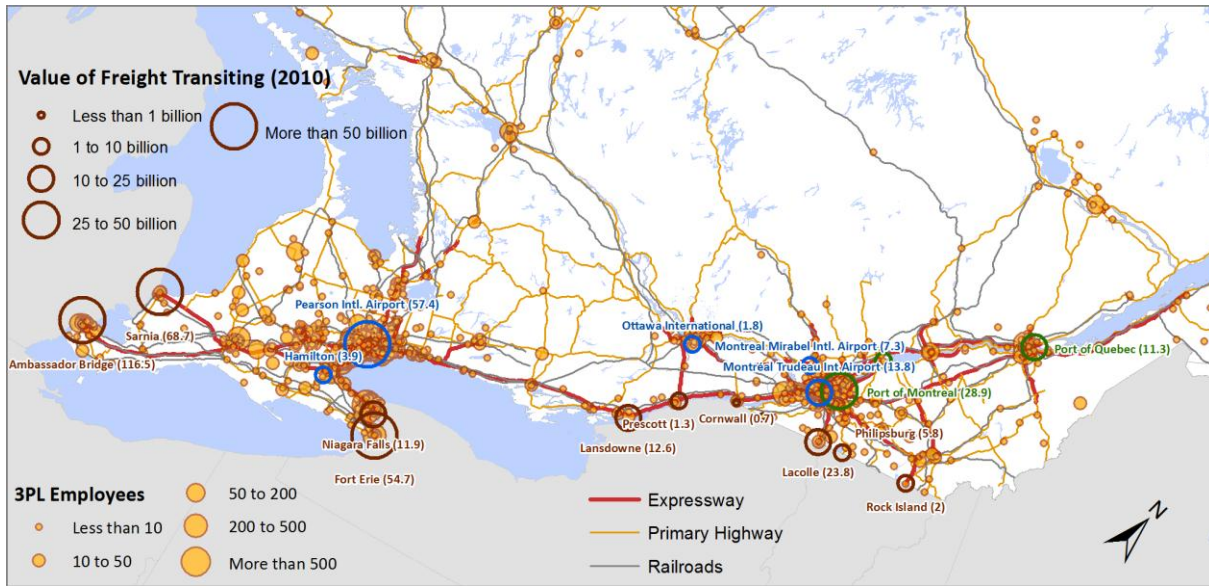 Value of Freight Transiting (2010)
Less than 1 billion
More than 50 billion
1 to 10 billion
10 to 25 billion
25 to 50 billion
Pearson Intl. Airport (57.4)
Sarnia (68.7)
Ottawa International (1.8)
Montreal Mirabel Intl. Airport (7.3)
Port of Quebec (11.3)
Ambassador Bridge (116.5)
Hamilton (3.9)
Montreal Trudeau Int Airport (13.8)
Port of Montreal (28.9)
Prescott (1.3)
Cornwall (0.7)
Niagara Falls (11.9)
Lansdowne (12.6)
Philipsburg (5.8)
Fort Erie (54.7)
Lacolle (23.8)
Rock Island (2)
3PL Employees
50 to 200
Less than 10
200 to 500
10 to 50
More than 500
Expressway
Primary Highway
Railroads
N